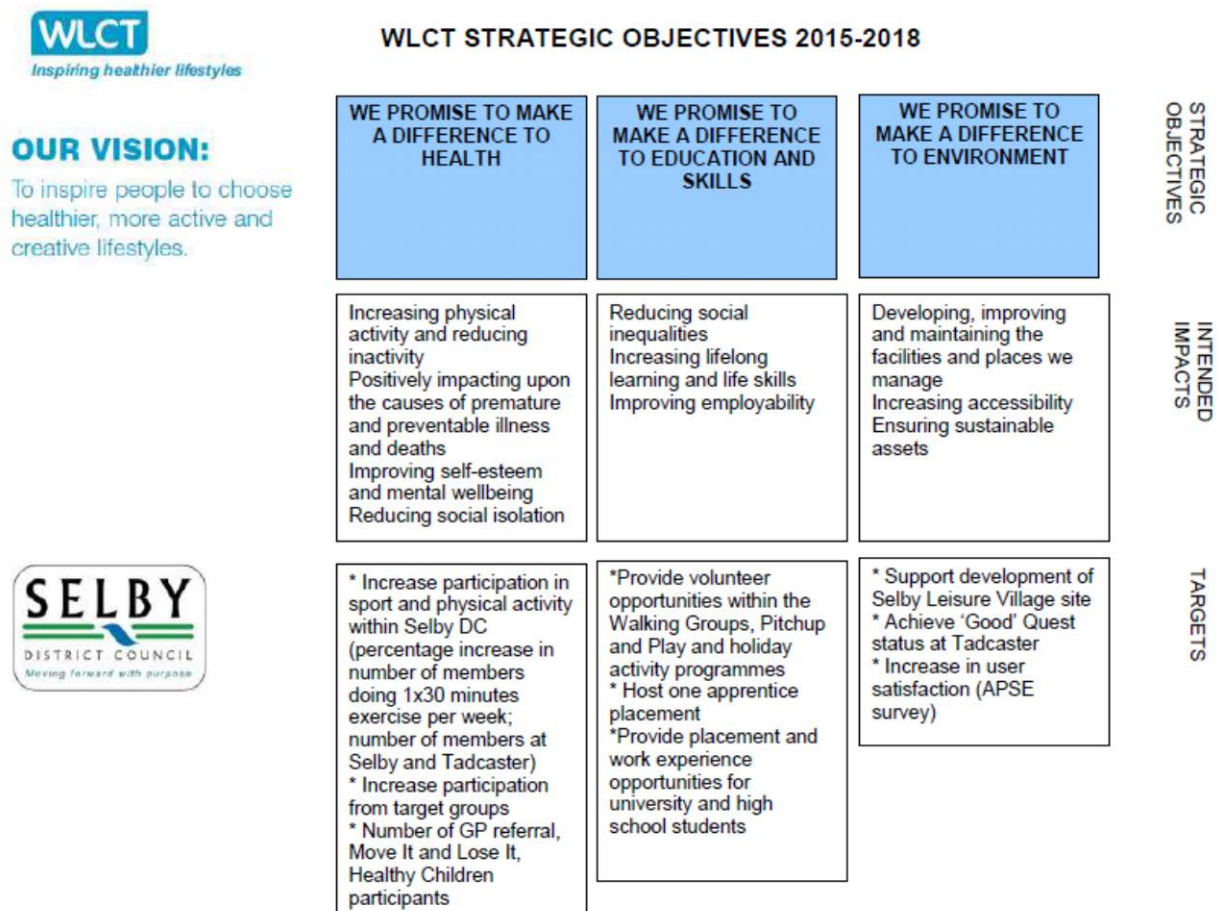 WLCT
Inspiring healthier lifestyles
WLCT STRATEGIC OBJECTIVES 2015-2018
OUR VISION:
To inspire people to choose
healthier, more active and
creative lifestyles.
WE PROMISE TO MAKE
A DIFFERENCE TO
HEALTH
WE PROMISE TO
MAKE A DIFFERENCE
TO EDUCATION AND
SKILLS
WE PROMISE TO
MAKE A DIFFERENCE
TO ENVIRONMENT
STRATEGIC
OBJECTIVES
Increasing physical
activity and reducing
inactivity
Positively impacting upon
the causes of premature
and preventable illness
and deaths
Improving self-esteem
and mental wellbeing
Reducing social isolation
Reducing social
inequalities
Increasing lifelong
learning and life skills
Improving employability
Developing, improving
and maintaining the
facilities and places we
manage
Increasing accessibility
Ensuring sustainable
assets
INTENDED
IMPACTS
SELBY
DISTRICT COUNCIL
Moving forward with purpose
* Increase participation in
sport and physical activity
within Selby DC
(percentage increase in
number of members
doing 1x30 minutes
exercise per week;
number of members at
Selby and Tadcaster)
* Increase participation
from target groups
* Number of GP referral,
Move It and Lose It,
Healthy Children
participants
*Provide volunteer
opportunities within the
Walking Groups, Pitchup
and Play and holiday
activity programmes
* Host one apprentice
placement
*Provide placement and
work experience
opportunities for
university and high
school students
* Support development of
Selby Leisure Village site
* Achieve ‘Good’ Quest
status at Tadcaster
* Increase in user
satisfaction (APSE
survey)
TARGETS